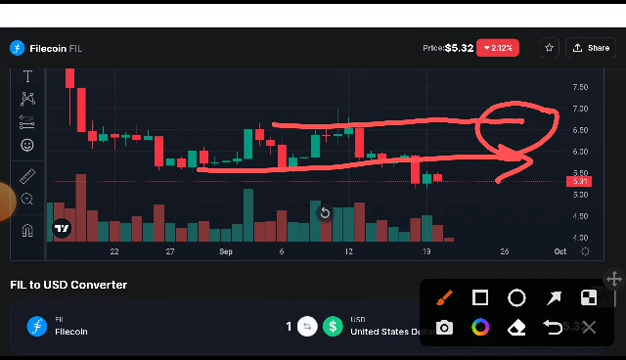 Filecoin FIL
Price: $5.32 ▼2.12%
Share
7.50
7.00
6.50
6.00
5.50
5.31
5.00
4.50
4.00
22 27 Sep 6 12 19 26 Oct
FIL to USD Converter
Fil
Filecoin
1
USD
United States